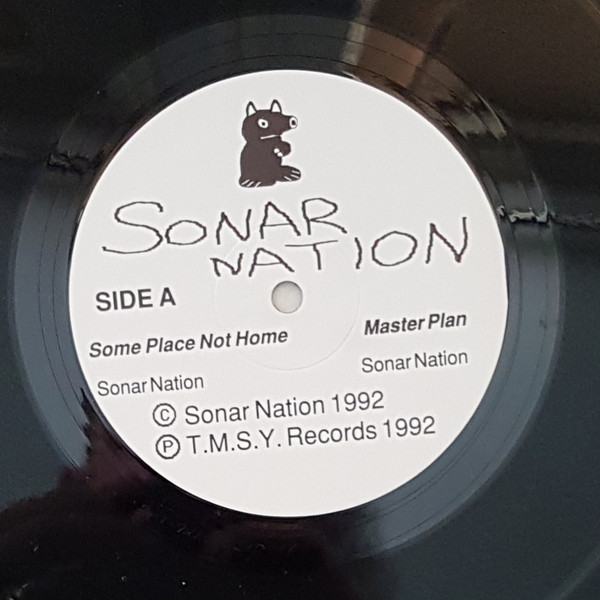 SONAR
NATION
SIDE A
Some Place Not Home
Master Plan
Sonar Nation
Sonar Nation
© Sonar Nation 1992
℗ T.M.S.Y. Records 1992